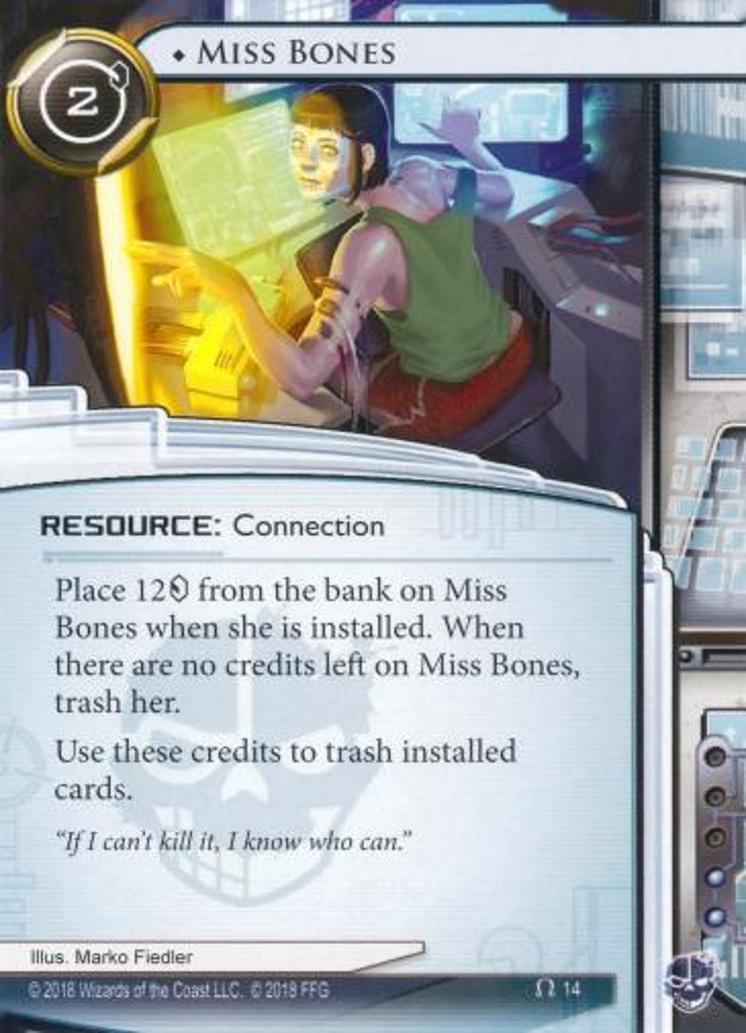 2
♦ Miss Bones
RESOURCE: Connection
Place 12 from the bank on Miss
Bones when she is installed. When
there are no credits left on Miss Bones,
trash her.
Use these credits to trash installed
cards.
“If I can’t kill it, I know who can.”
Illus. Marko Fiedler
© 2018 Wizards of the Coast LLC. © 2018 FFG
Ω 14